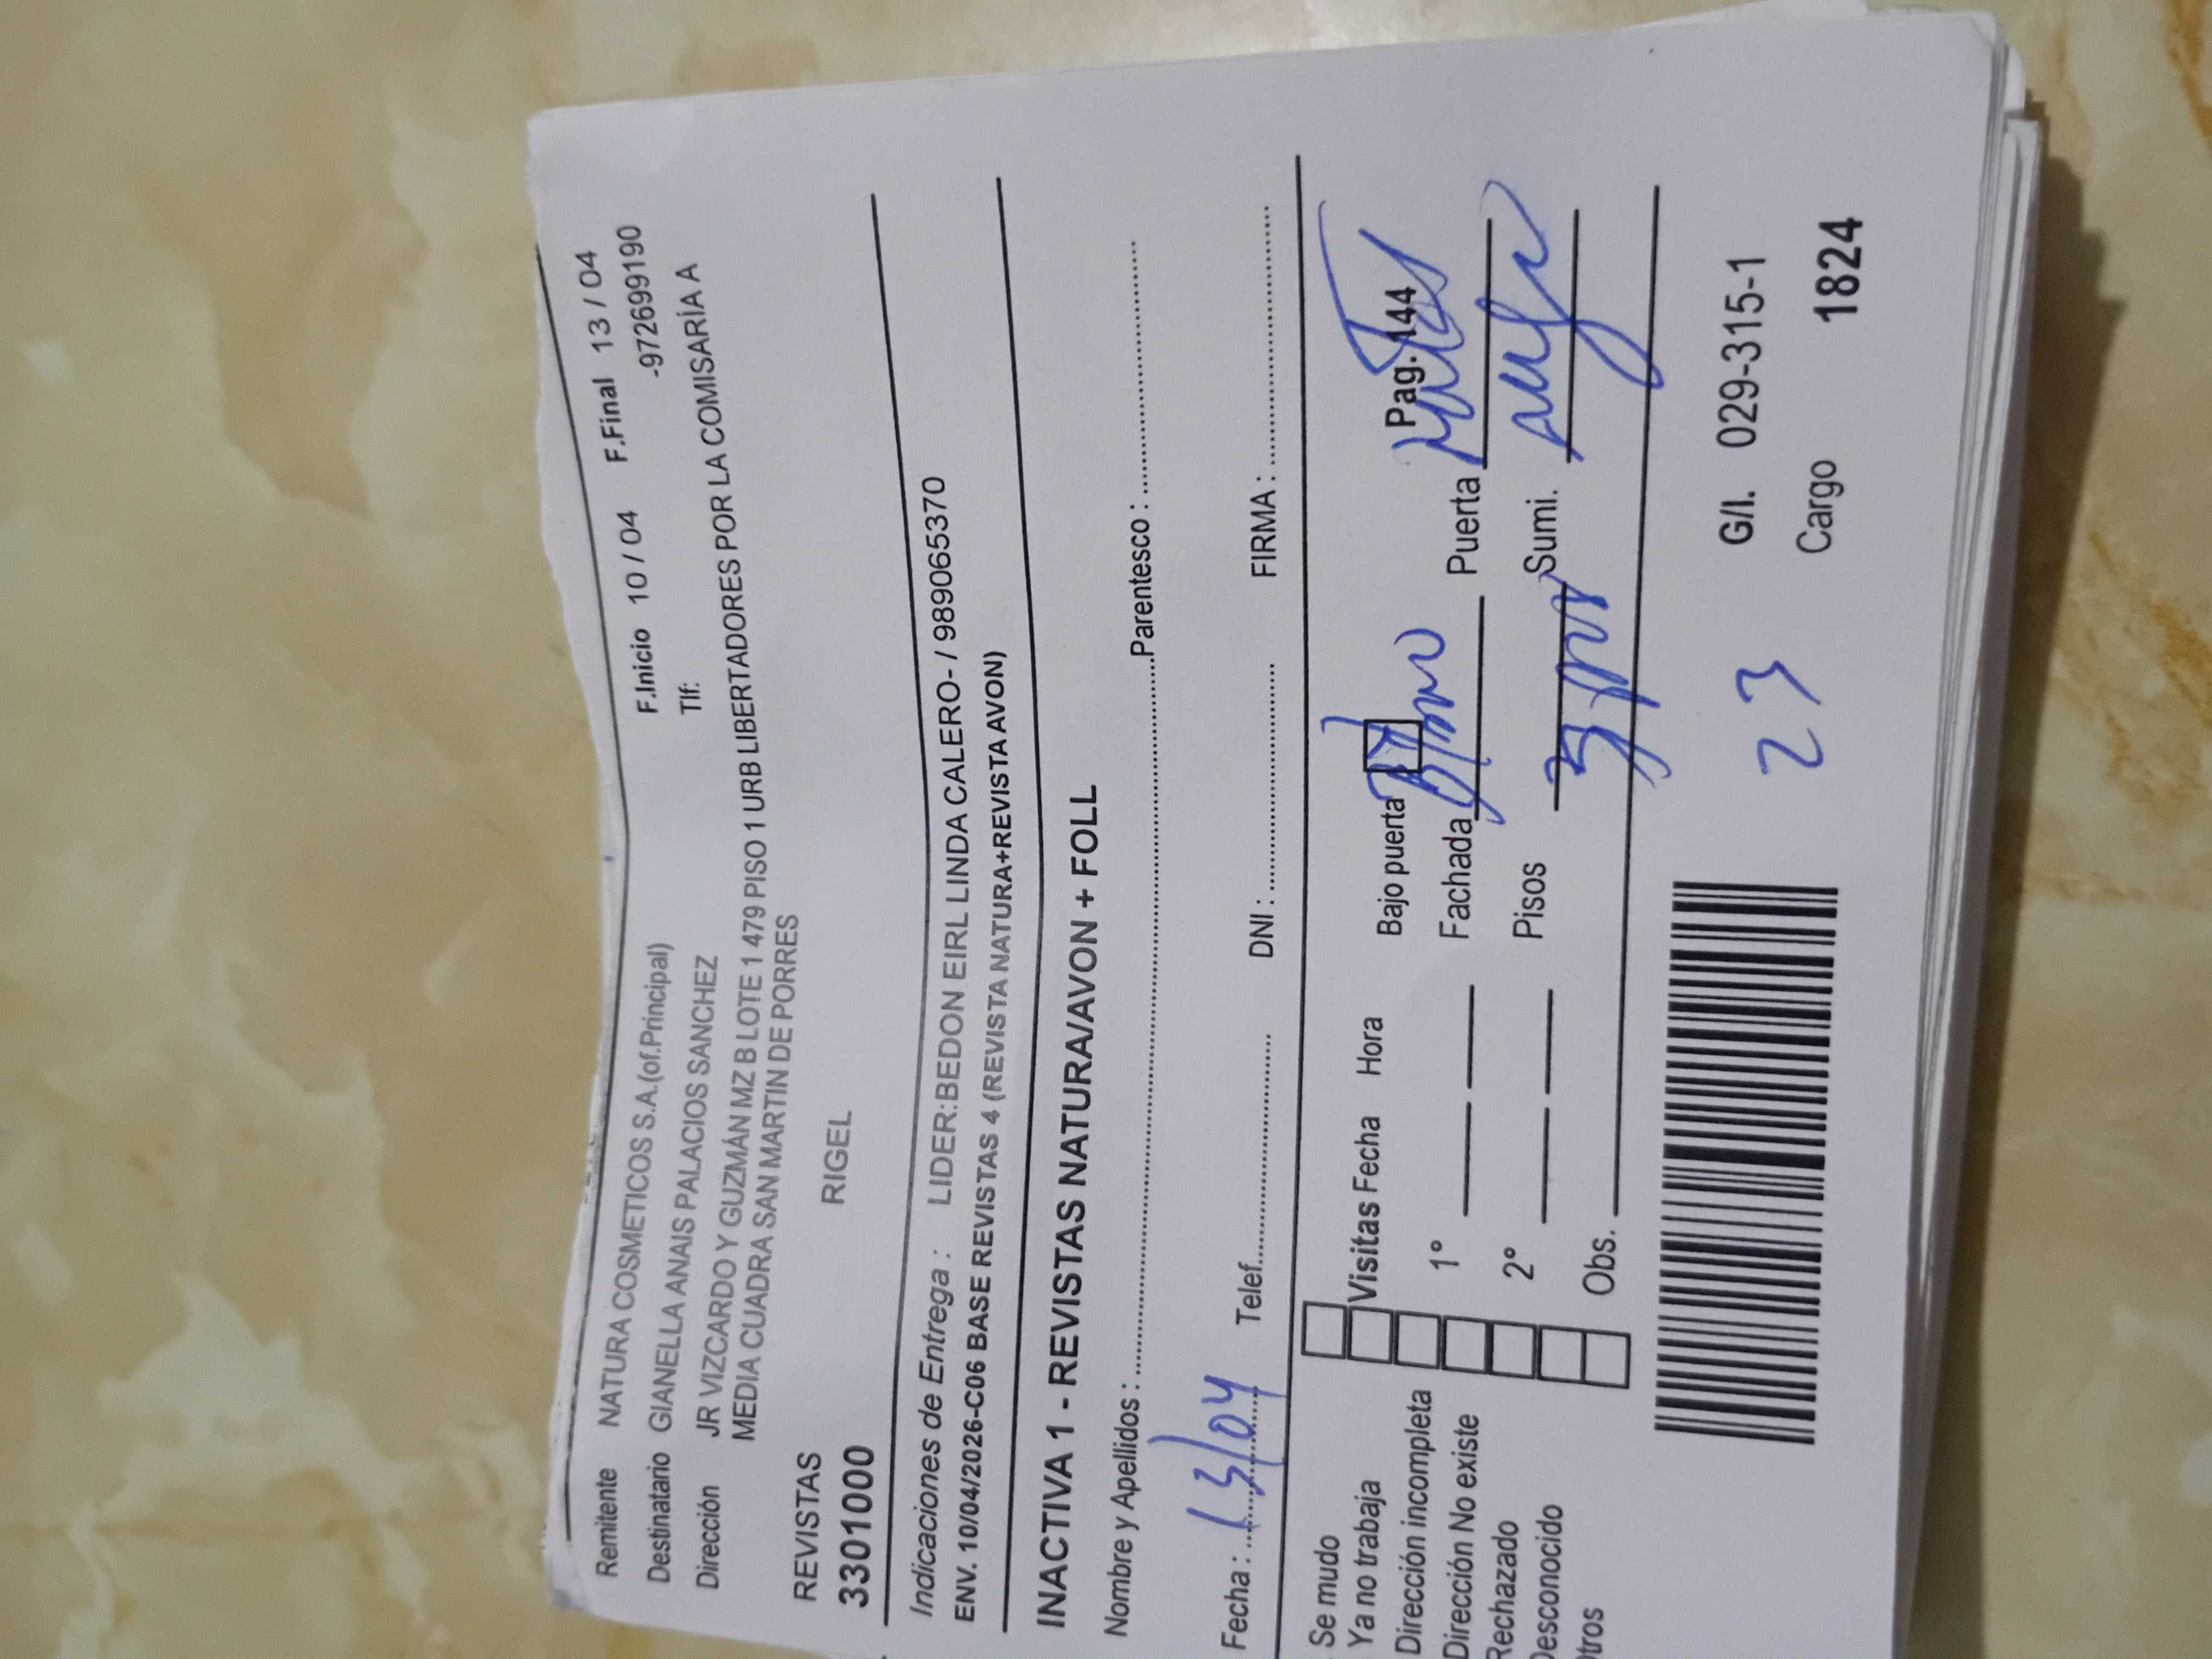 Remitente NATURA COSMETICOS S.A.(of.Principal) F.Inicio 10 / 04 F.Final 13 / 04
Destinatario GIANELLA ANAIS PALACIOS SANCHEZ Tlf: -972699190
Dirección JR VIZCARDO Y GUZMÁN MZ B LOTE 1 479 PISO 1 URB LIBERTADORES POR LA COMISARÍA A
MEDIA CUADRA SAN MARTIN DE PORRES
REVISTAS RIGEL
3301000
Indicaciones de Entrega : LIDER:BEDON EIRL LINDA CALERO- / 989065370
ENV. 10/04/2026-C06 BASE REVISTAS 4 (REVISTA NATURA+REVISTA AVON)
INACTIVA 1 - REVISTAS NATURA/AVON + FOLL
Nombre y Apellidos : Parentesco :
Fecha : 13/04 Telef. DNI : FIRMA :
Se mudo
Ya no trabaja
Dirección incompleta
Dirección No existe
Rechazado
Desconocido
Otros
Visitas Fecha Hora Bajo puerta Pag. 144
1° Fachada Puerta
2° Pisos Sumi.
Obs.
23
G/I. 029-315-1
Cargo 1824